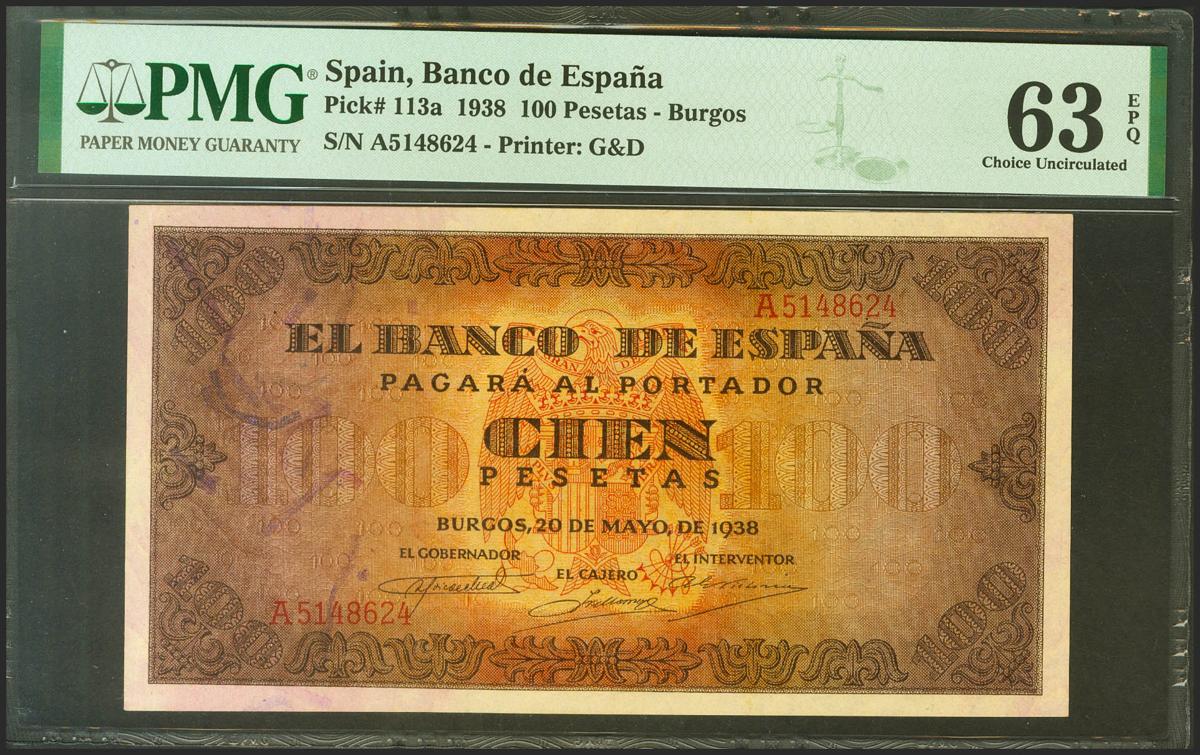 PMG®
PAPER MONEY GUARANTY
Spain, Banco de España
Pick# 113a 1938 100 Pesetas - Burgos
S/N A5148624 - Printer: G&D
63
EPQ
Choice Uncirculated
A5148624
EL BANCO DE ESPAÑA
PAGARÁ AL PORTADOR
100 CIEN 100
PESETAS
BURGOS, 20 DE MAYO, DE 1938
EL GOBERNADOR
EL CAJERO
EL INTERVENTOR
A5148624